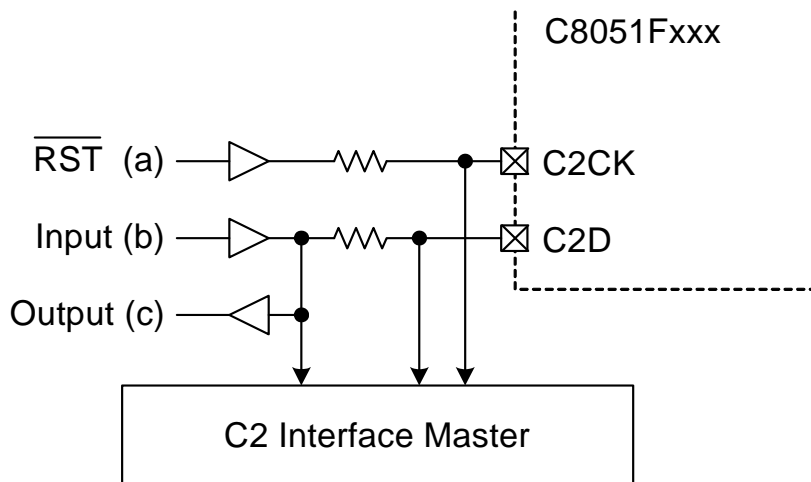 C8051Fxxx
RST (a)
C2CK
Input (b)
C2D
Output (c)
C2 Interface Master